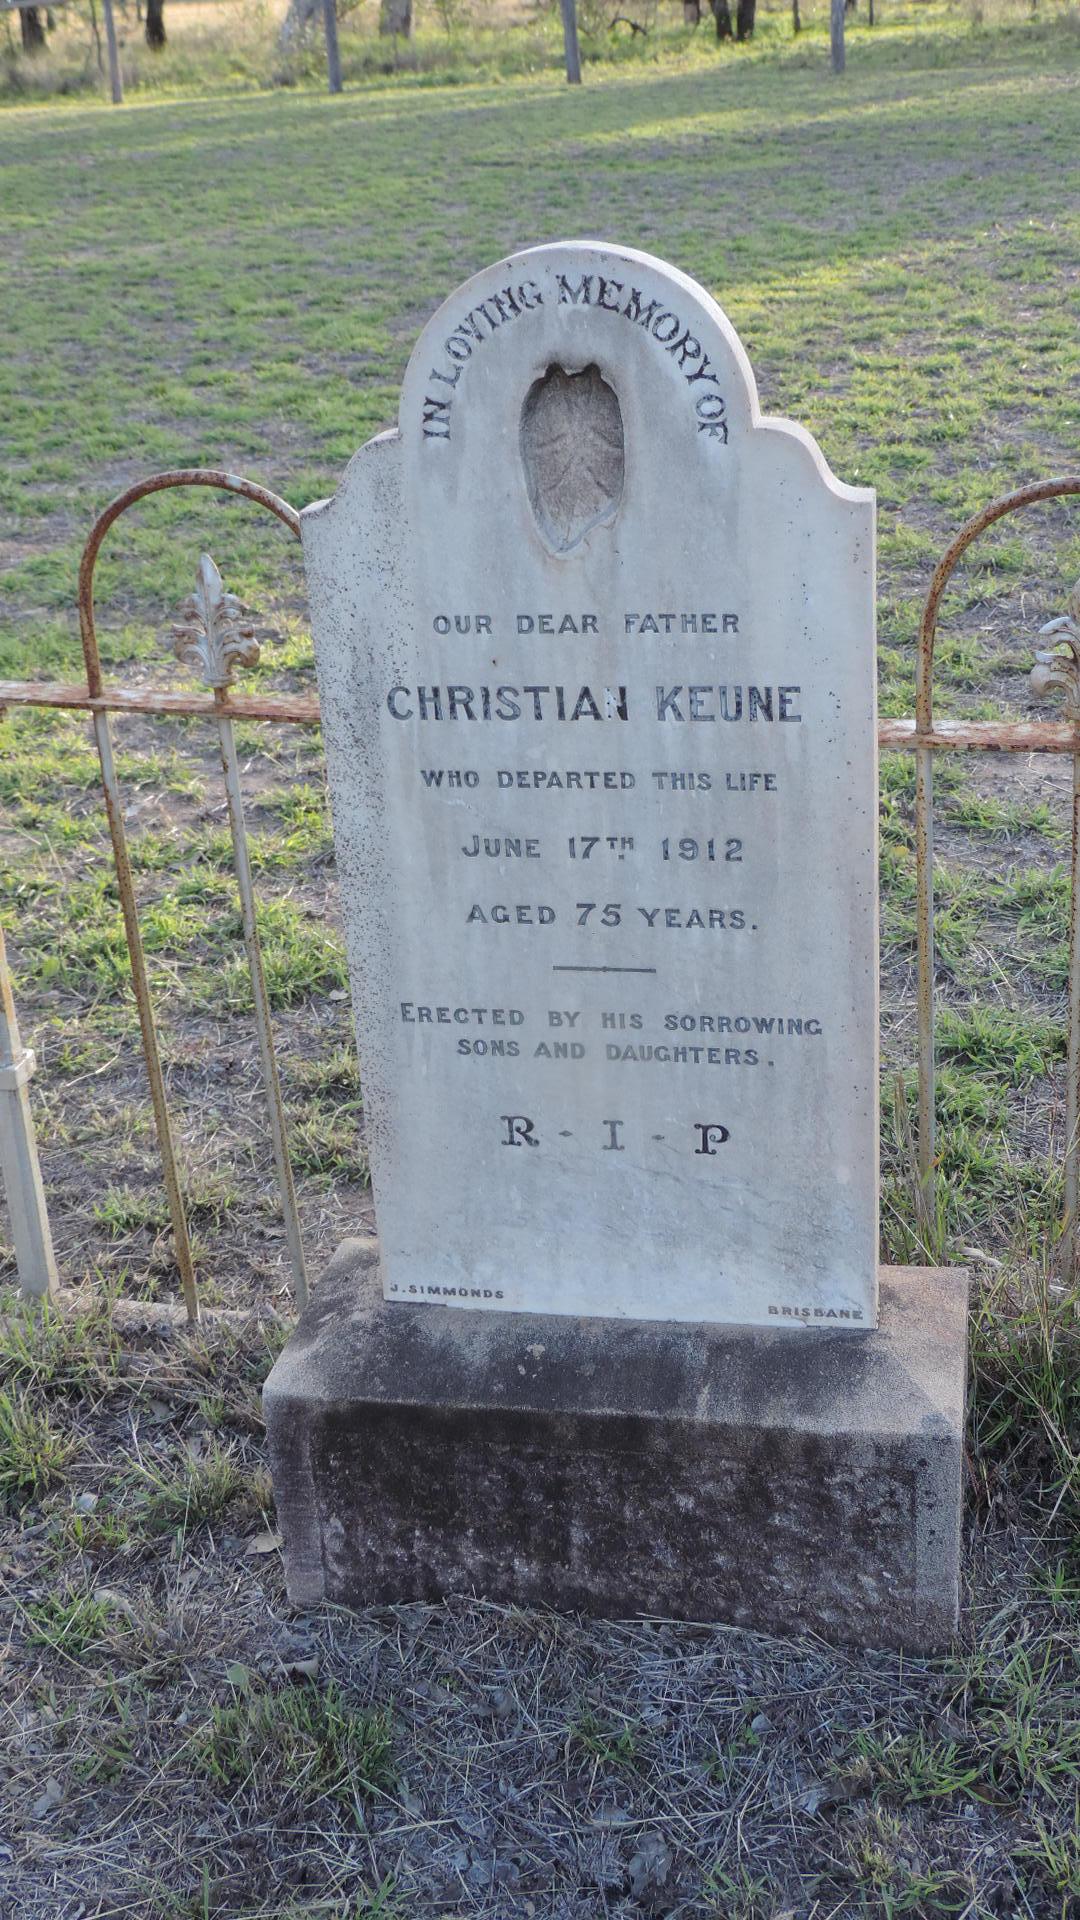 IN LOVING MEMORY OF
OUR DEAR FATHER
CHRISTIAN KEUNE
WHO DEPARTED THIS LIFE
JUNE 17TH 1912
AGED 75 YEARS.
ERECTED BY HIS SORROWING
SONS AND DAUGHTERS.
R - I - P
J. SIMMONDS
BRISBANE